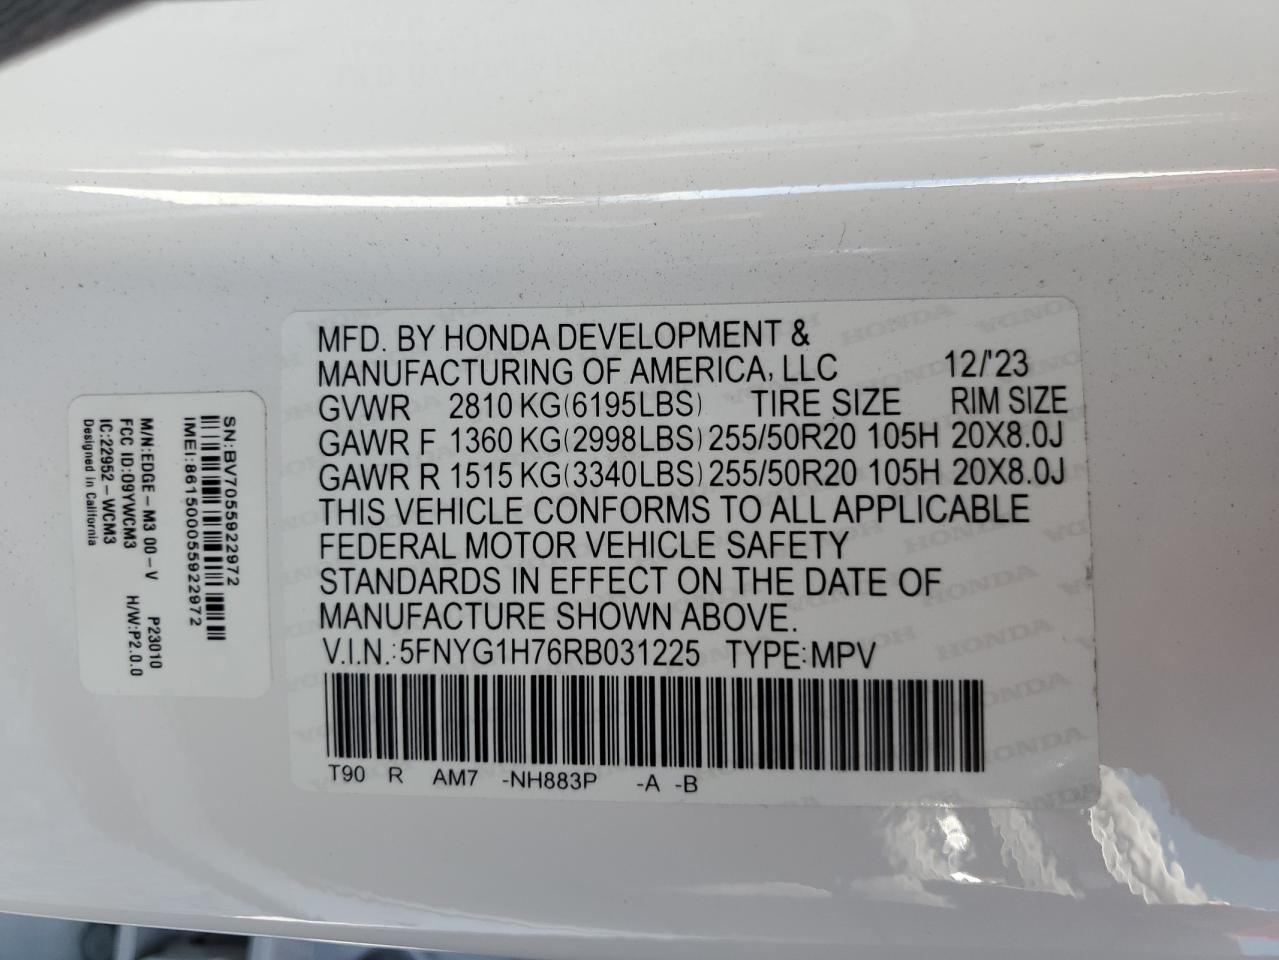 SN:BV7055922972
IMEI:861500055922972
M/N:EDGE-M3 00-V P23010
FCC ID:09YWCM3 H/W:P2.0.0
IC:22952-WCM3
Designed in California
MFD. BY HONDA DEVELOPMENT &
MANUFACTURING OF AMERICA, LLC 12/'23
GVWR 2810 KG(6195LBS) TIRE SIZE RIM SIZE
GAWR F 1360 KG(2998LBS) 255/50R20 105H 20X8.0J
GAWR R 1515 KG(3340LBS) 255/50R20 105H 20X8.0J
THIS VEHICLE CONFORMS TO ALL APPLICABLE
FEDERAL MOTOR VEHICLE SAFETY
STANDARDS IN EFFECT ON THE DATE OF
MANUFACTURE SHOWN ABOVE.
V.I.N.:5FNYG1H76RB031225 TYPE:MPV
T90 R AM7 -NH883P -A -B